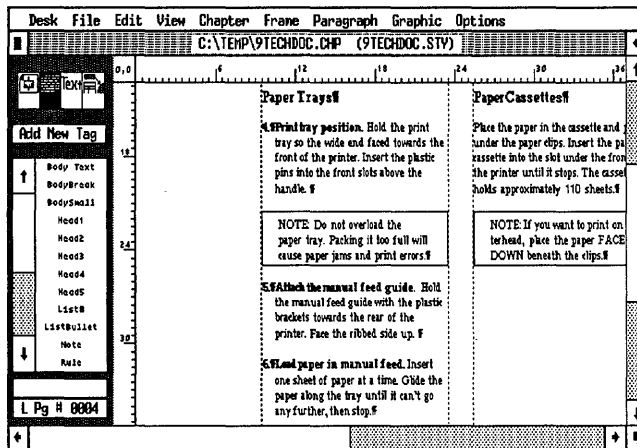 Desk File Edit View Chapter Frame Paragraph Graphic Options
C:\TEMP\9TECHDOC.CHP (9TECHDOC.STY)
0,0 6 12 18 24 30 36
Text
Add New Tag
Body Text
BodyBreak
BodySmall
Head1
Head2
Head3
Head4
Head5
List#
ListBullet
Note
Rule
L Pg # 0004
18
24
30
Paper Trays¶
4.¶Print tray position. Hold the print
tray so the wide end faced towards the
front of the printer. Insert the plastic
pins into the front slots above the
handle. ¶
NOTE: Do not overload the
paper tray. Packing it too full will
cause paper jams and print errors.¶
5.¶Attach the manual feed guide. Hold
the manual feed guide with the plastic
brackets towards the rear of the
printer. Face the ribbed side up. ¶
6.¶Load paper in manual feed. Insert
one sheet of paper at a time. Glide the
paper along the tray until it can't go
any further, then stop.¶
Paper Cassettes¶
Place the paper in the cassette and
under the paper clips. Insert the pa
cassette into the slot under the fron
the printer until it stops. The casset
holds approximately 110 sheets.¶
NOTE: If you want to print on
terhead, place the paper FACE
DOWN beneath the clips.¶